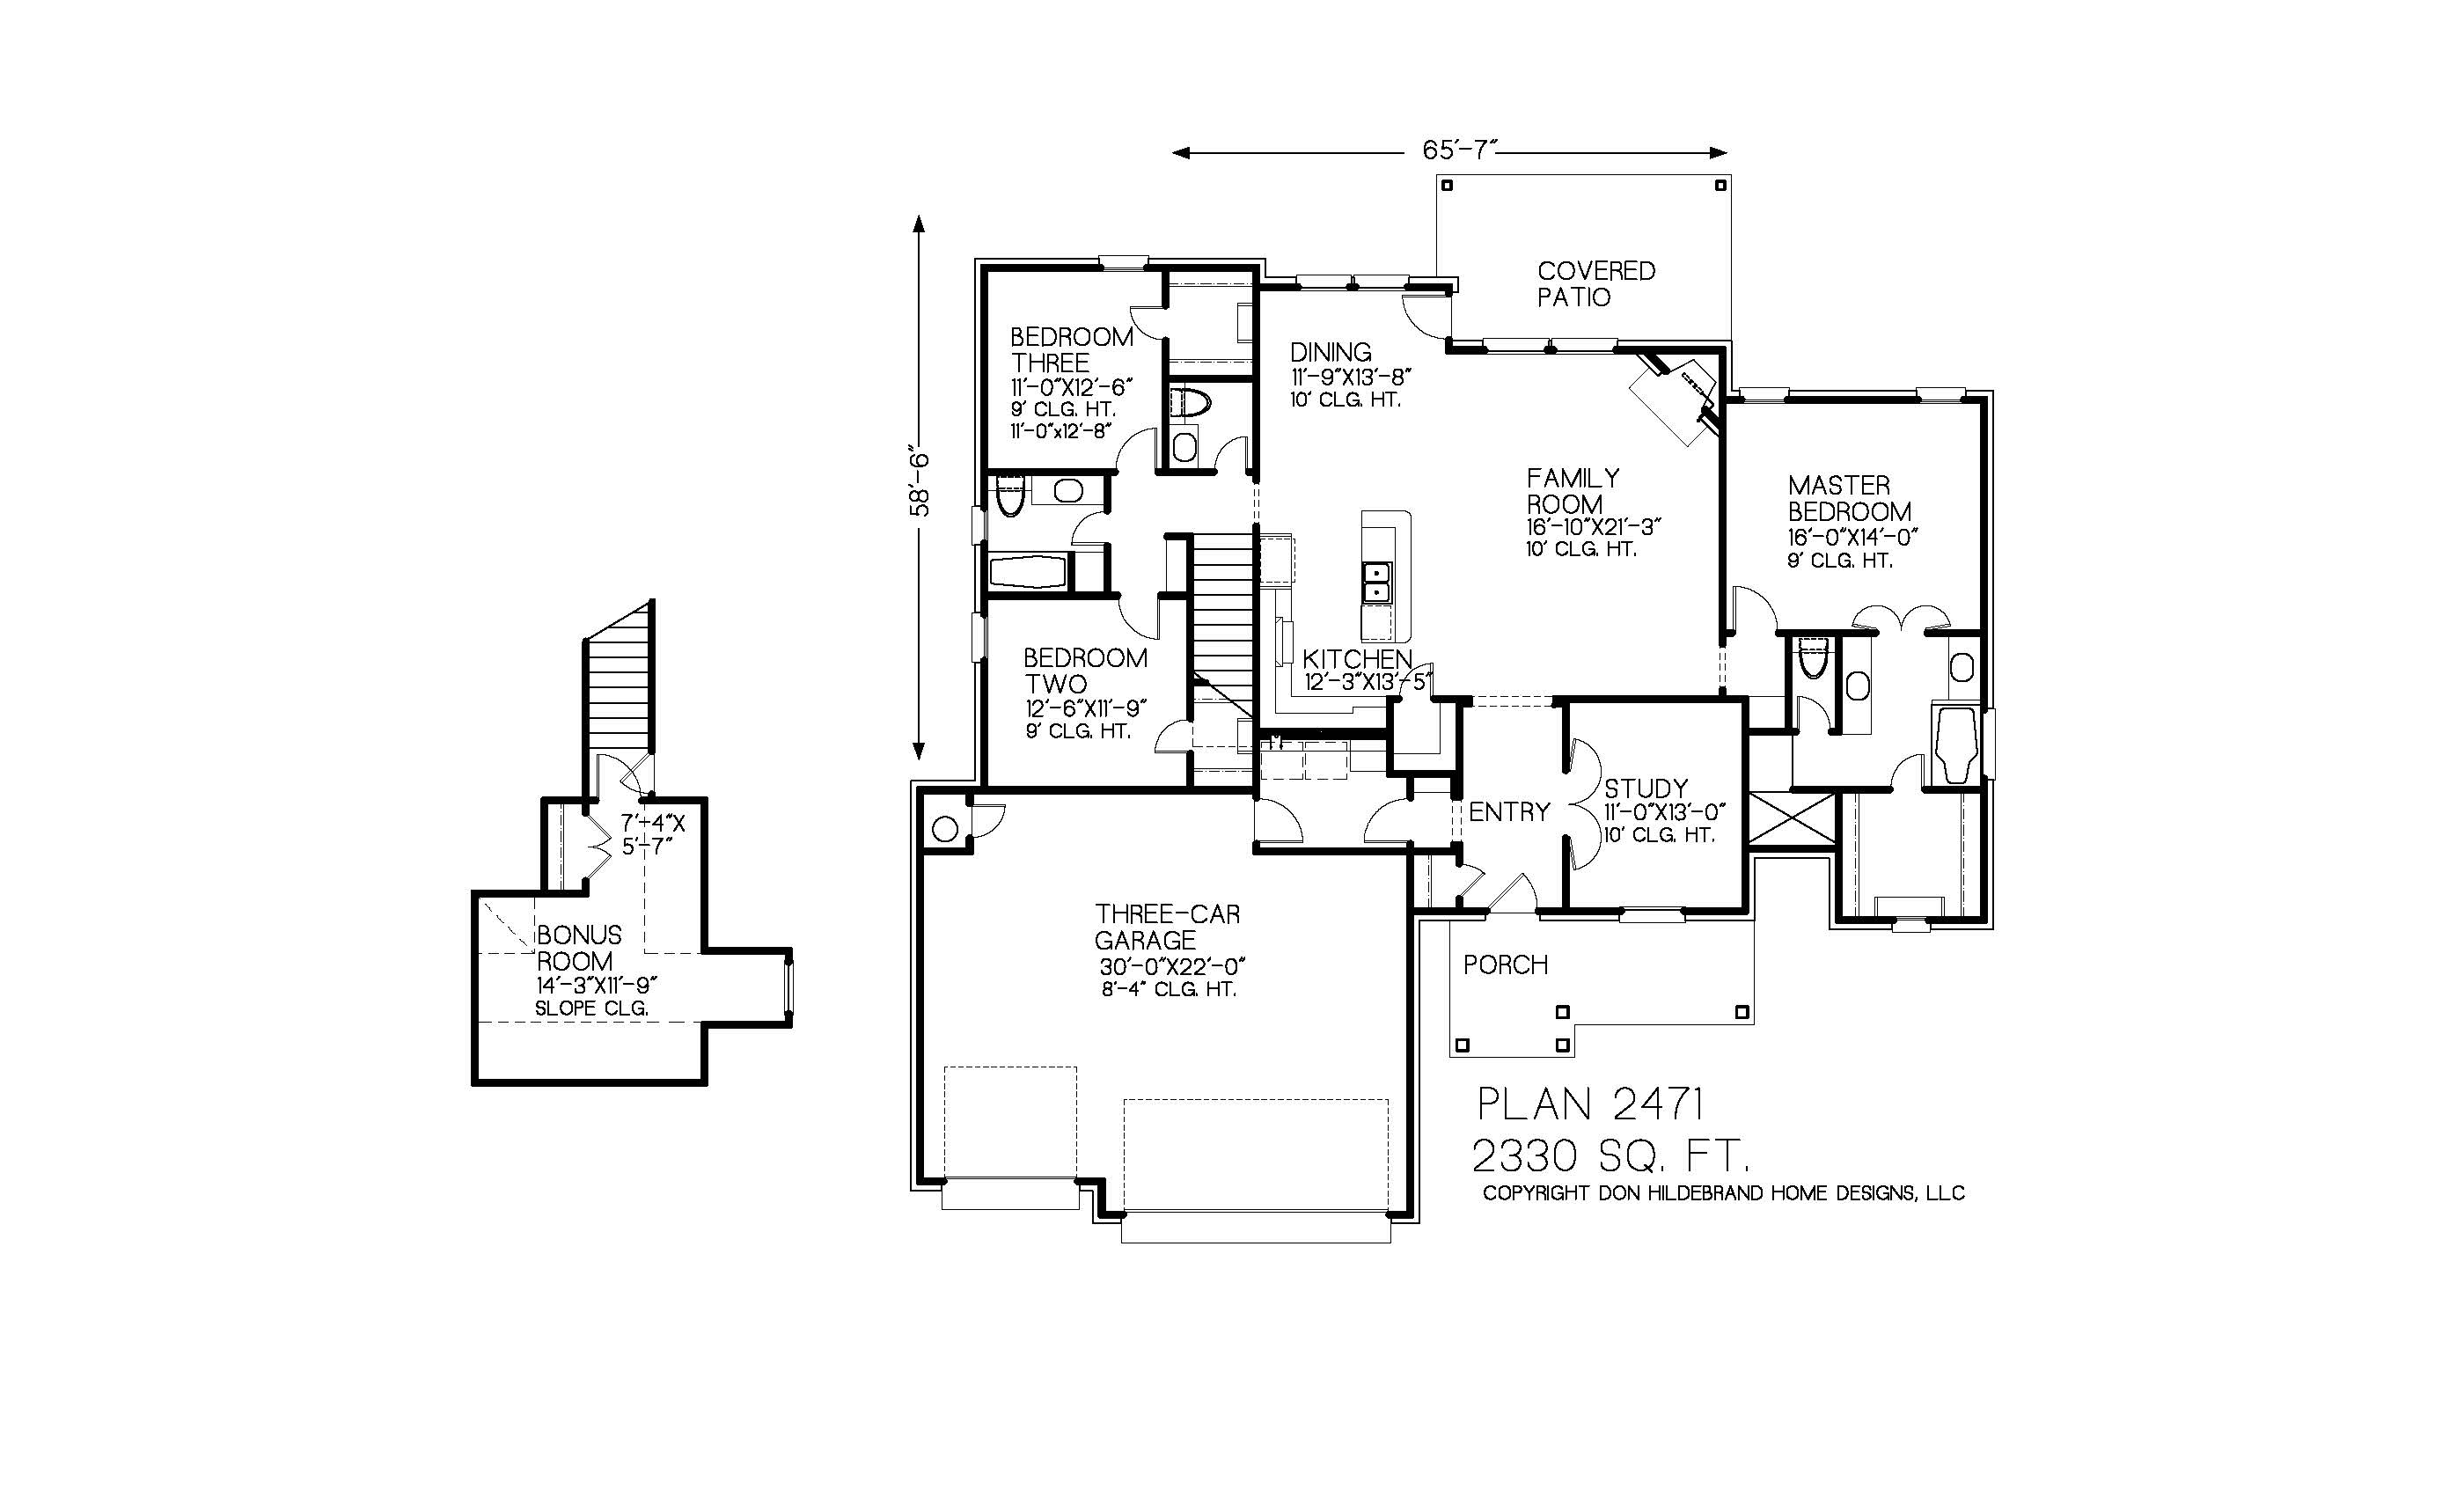 65'-7"
58'-6"
COVERED
PATIO
BEDROOM
THREE
11'-0"X12'-6"
9' CLG. HT.
11'-0"x12'-8"
DINING
11'-9"X13'-8"
10' CLG. HT.
FAMILY
ROOM
16'-10"X21'-3"
10' CLG. HT.
MASTER
BEDROOM
16'-0"X14'-0"
9' CLG. HT.
BEDROOM
TWO
12'-6"X11'-9"
9' CLG. HT.
KITCHEN
12'-3"X13'-5"
ENTRY
STUDY
11'-0"X13'-0"
10' CLG. HT.
7'-4"X
5'-7"
BONUS
ROOM
14'-3"X11'-9"
SLOPE CLG.
THREE-CAR
GARAGE
30'-0"X22'-0"
8'-4" CLG. HT.
PORCH
PLAN 2471
2330 SQ. FT.
COPYRIGHT DON HILDEBRAND HOME DESIGNS, LLC